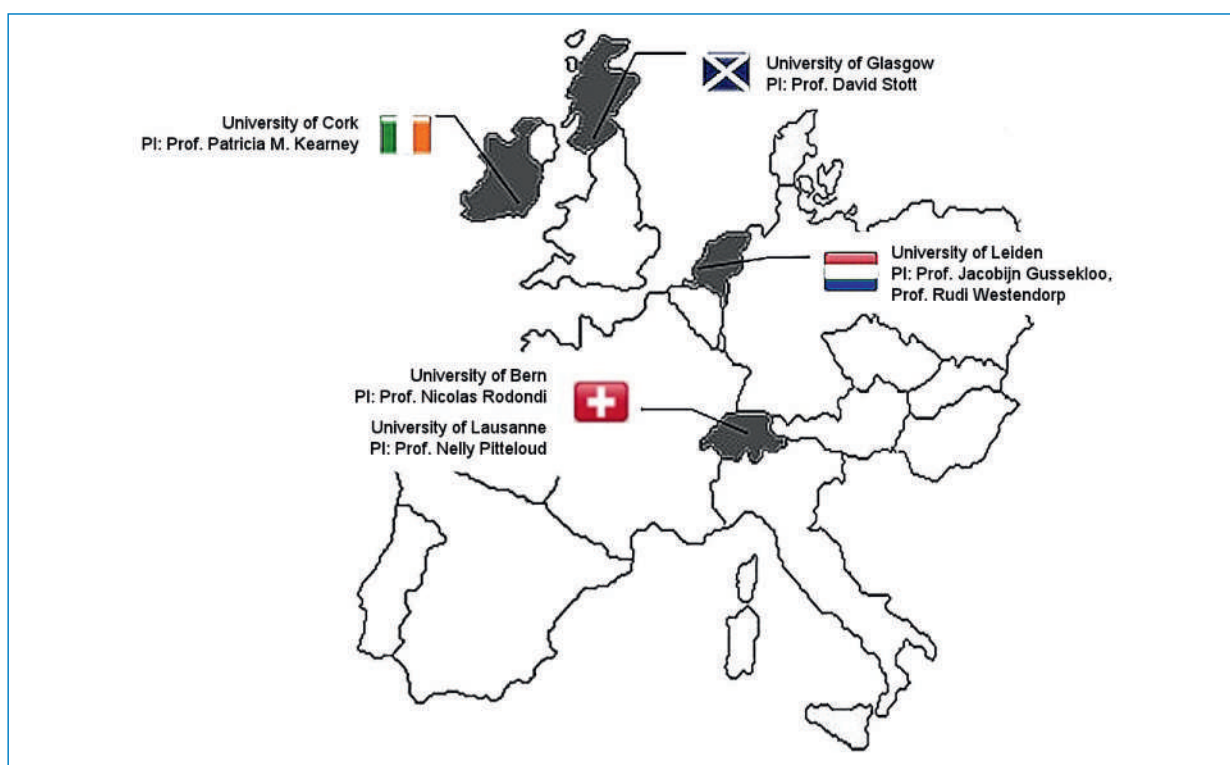 University of Glasgow
PI: Prof. David Stott
University of Cork
PI: Prof. Patricia M. Kearney
University of Leiden
PI: Prof. Jacobijn Gussekloo,
Prof. Rudi Westendorp
University of Bern
PI: Prof. Nicolas Rodondi
University of Lausanne
PI: Prof. Nelly Pitteloud